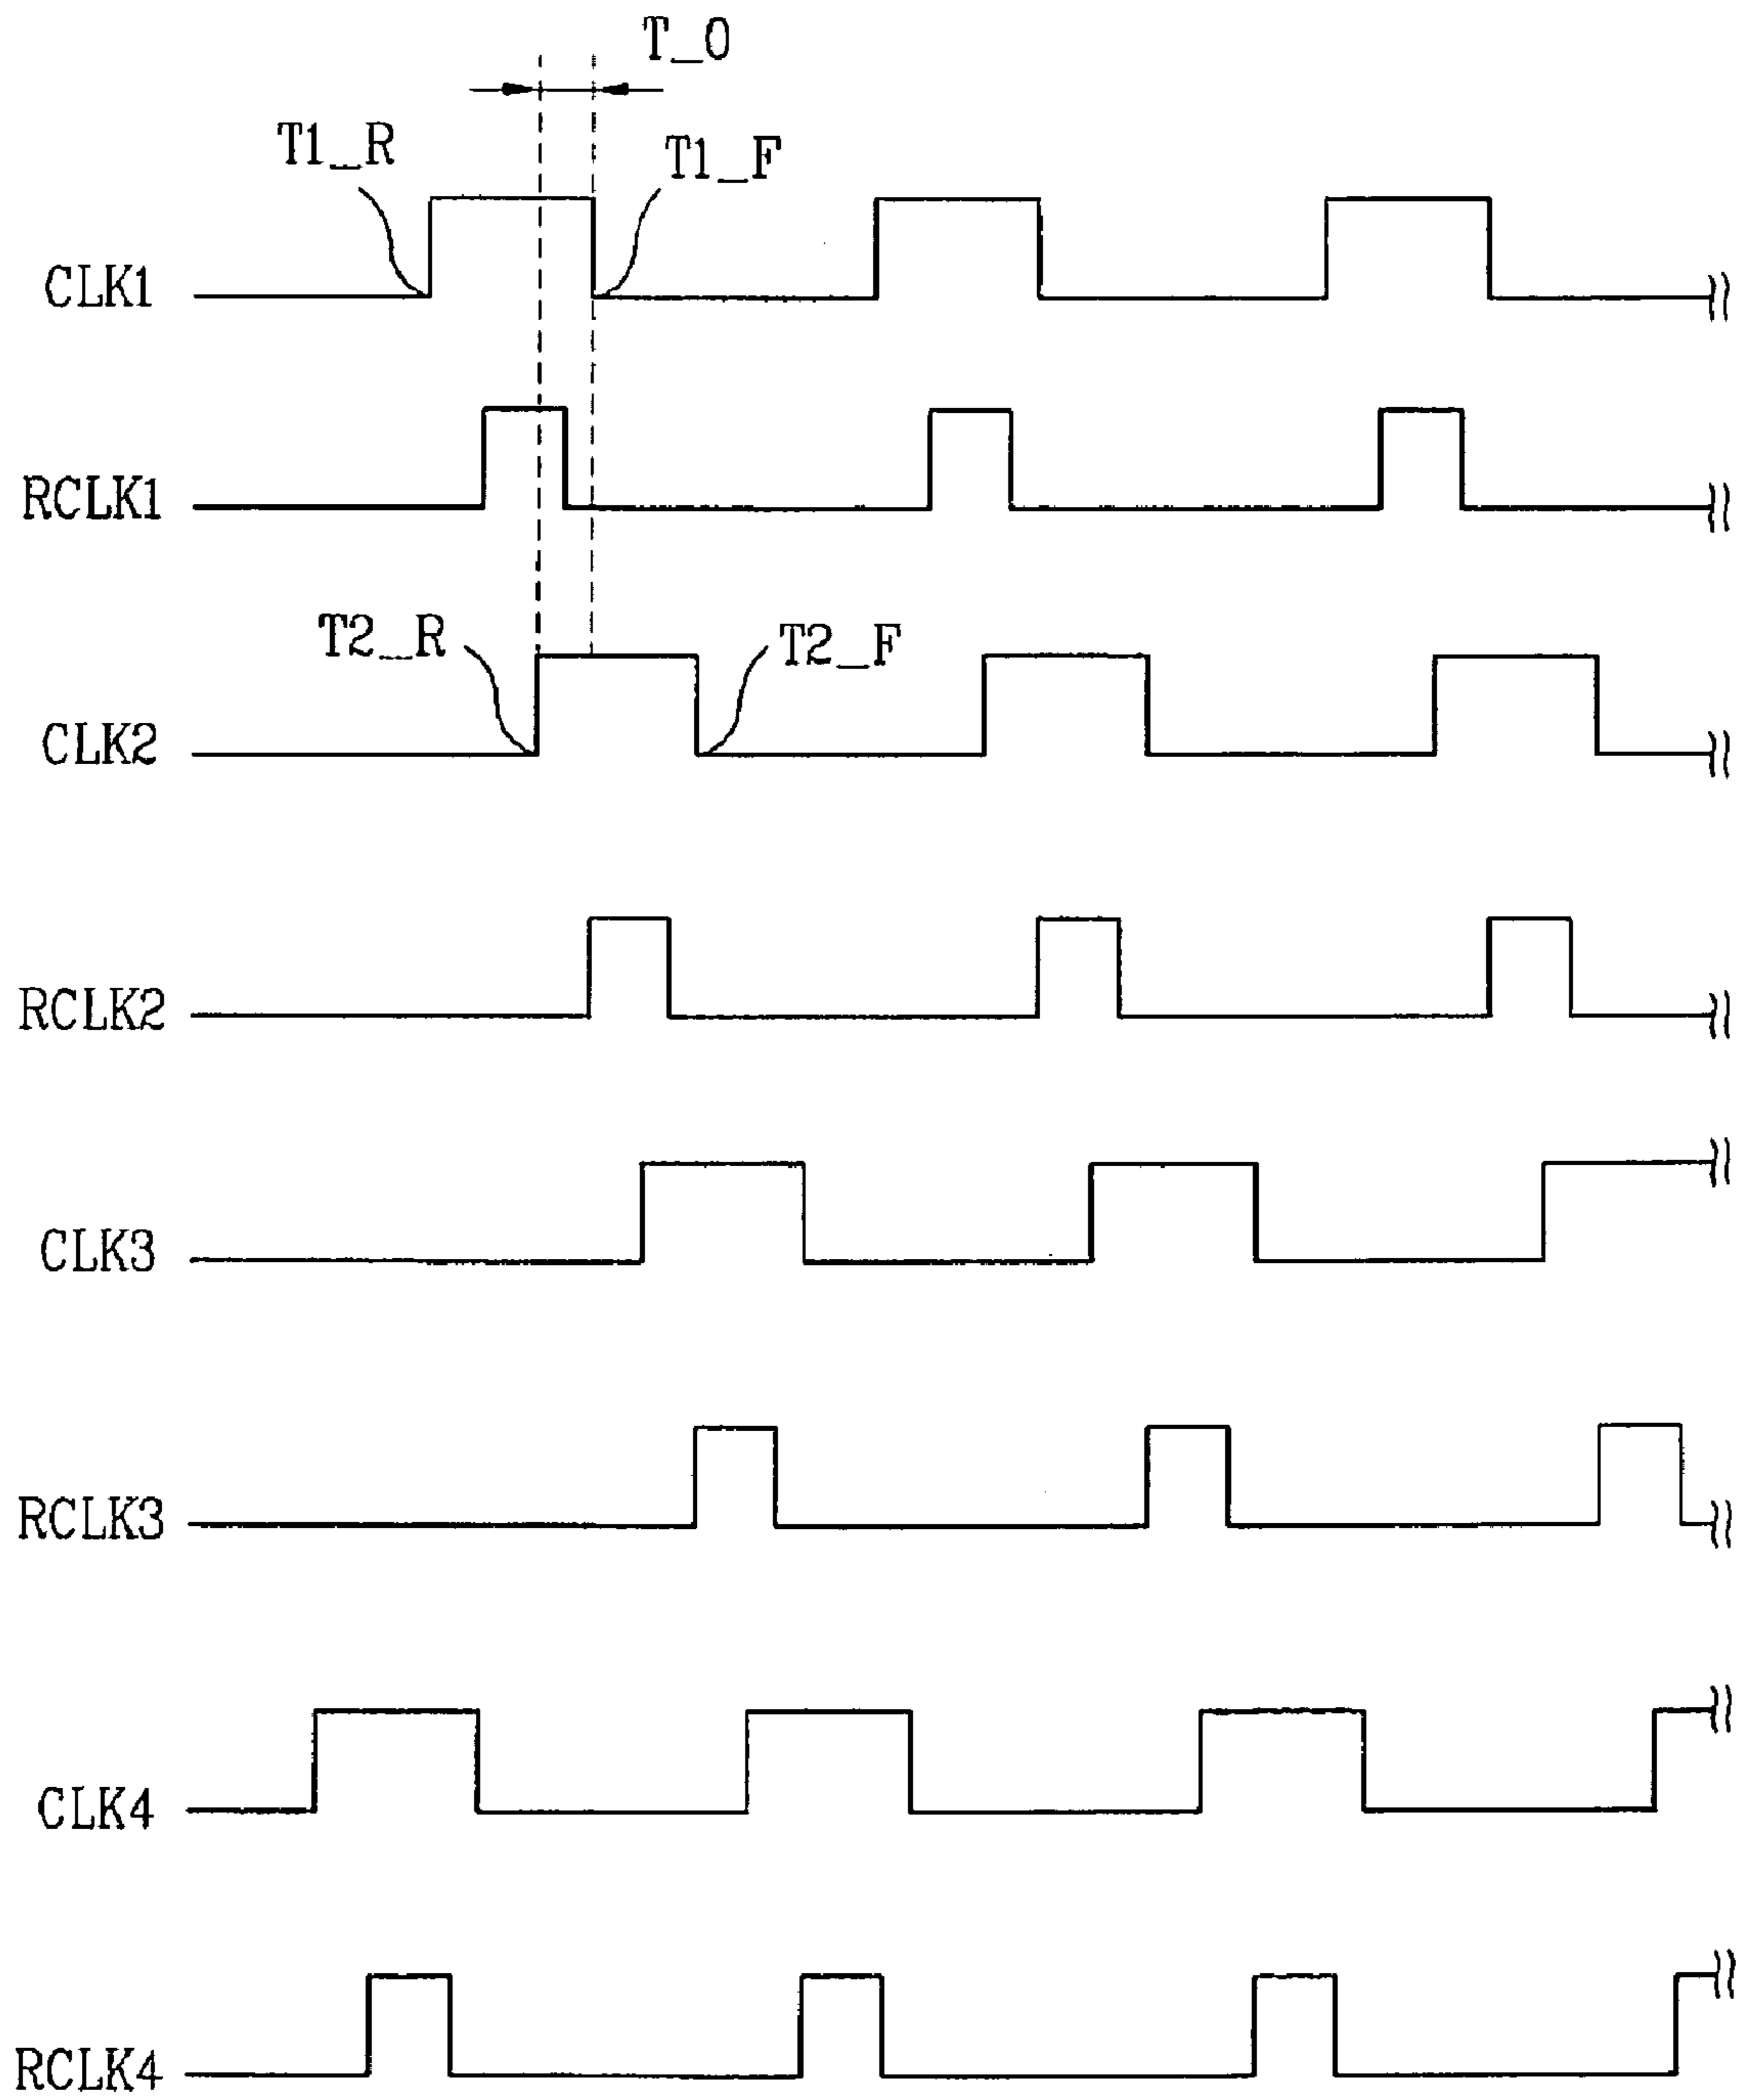 T_0
T1_R
T1_F
CLK1
RCLK1
T2_R
T2_F
CLK2
RCLK2
CLK3
RCLK3
CLK4
RCLK4